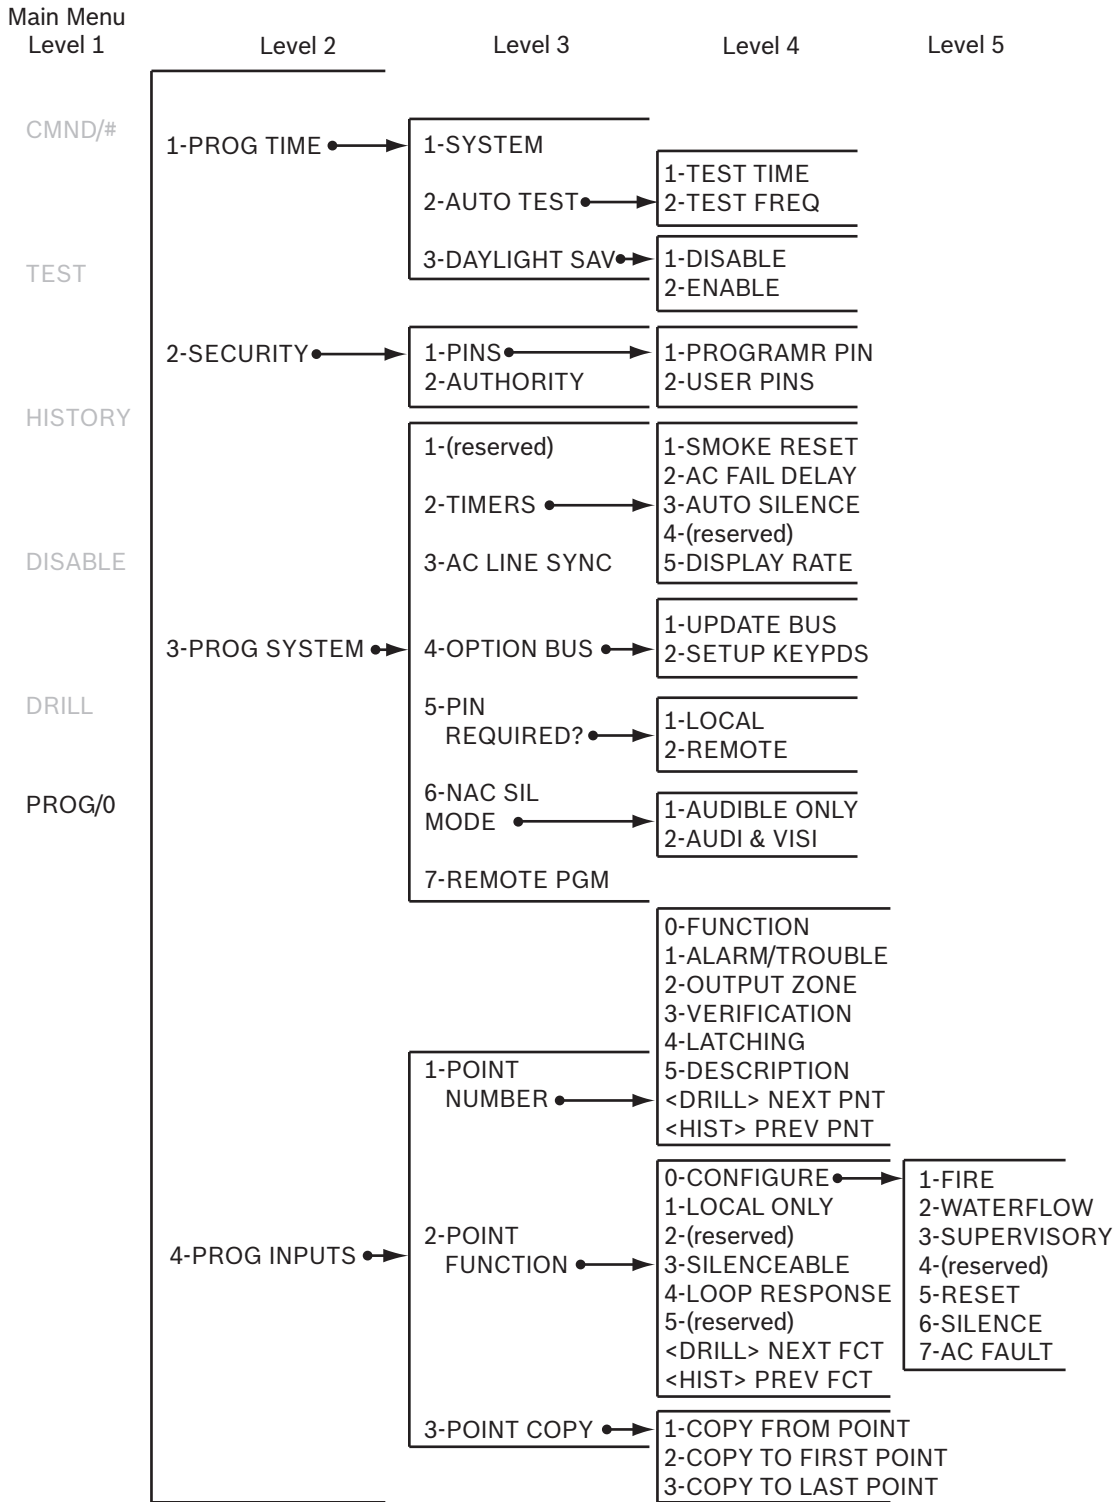 Main Menu
Level 1
Level 2
Level 3
Level 4
Level 5
CMND/#
TEST
HISTORY
DISABLE
DRILL
PROG/0
1-PROG TIME
1-SYSTEM
2-AUTO TEST
1-TEST TIME
2-TEST FREQ
3-DAYLIGHT SAV
1-DISABLE
2-ENABLE
2-SECURITY
1-PINS
2-AUTHORITY
1-PROGRAMR PIN
2-USER PINS
3-PROG SYSTEM
1-(reserved)
2-TIMERS
1-SMOKE RESET
2-AC FAIL DELAY
3-AUTO SILENCE
4-(reserved)
5-DISPLAY RATE
3-AC LINE SYNC
4-OPTION BUS
1-UPDATE BUS
2-SETUP KEYPDS
5-PIN
REQUIRED?
1-LOCAL
2-REMOTE
6-NAC SIL
MODE
1-AUDIBLE ONLY
2-AUDI & VISI
7-REMOTE PGM
4-PROG INPUTS
1-POINT
NUMBER
0-FUNCTION
1-ALARM/TROUBLE
2-OUTPUT ZONE
3-VERIFICATION
4-LATCHING
5-DESCRIPTION
<DRILL> NEXT PNT
<HIST> PREV PNT
2-POINT
FUNCTION
0-CONFIGURE
1-LOCAL ONLY
2-(reserved)
3-SILENCEABLE
4-LOOP RESPONSE
5-(reserved)
<DRILL> NEXT FCT
<HIST> PREV FCT
1-FIRE
2-WATERFLOW
3-SUPERVISORY
4-(reserved)
5-RESET
6-SILENCE
7-AC FAULT
3-POINT COPY
1-COPY FROM POINT
2-COPY TO FIRST POINT
3-COPY TO LAST POINT